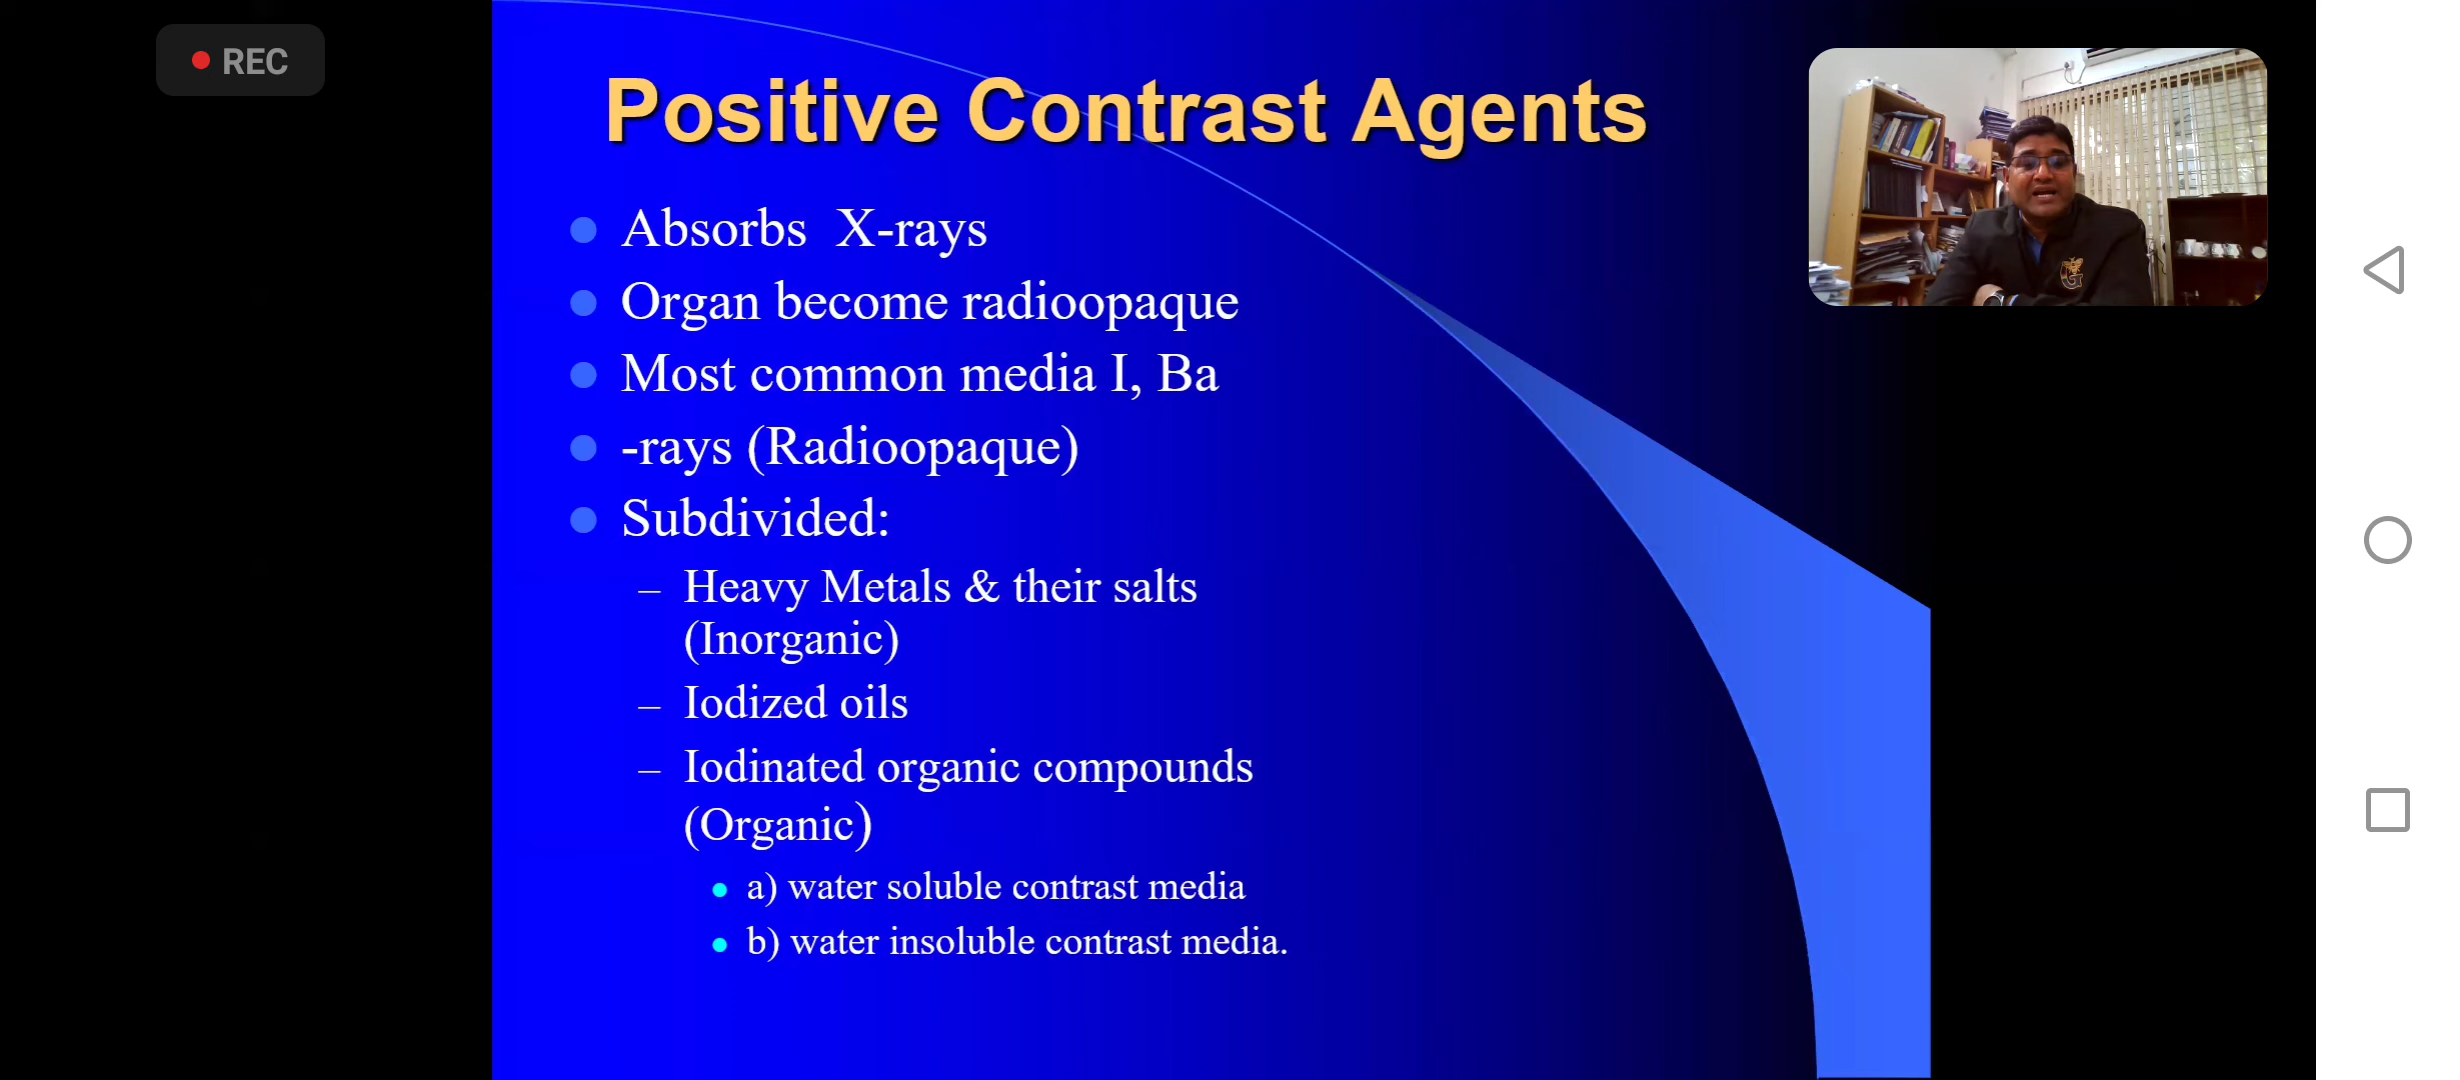 REC
Positive Contrast Agents
Absorbs  X-rays
Organ become radioopaque
Most common media I, Ba
-rays (Radioopaque)
Subdivided:
– Heavy Metals & their salts
(Inorganic)
– Iodized oils
– Iodinated organic compounds
(Organic)
a) water soluble contrast media
b) water insoluble contrast media.